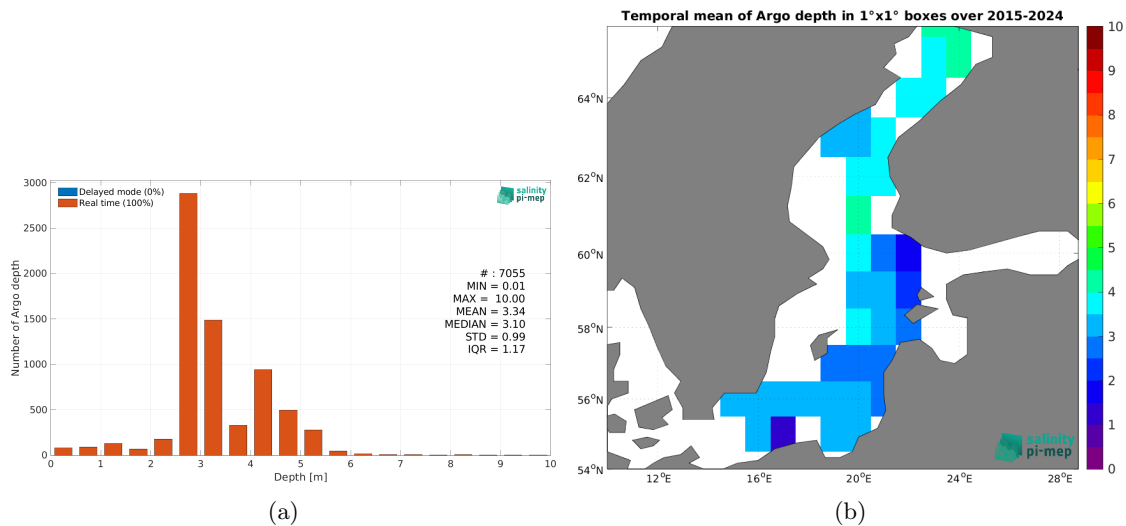 Delayed mode (0%)
Real time (100%)
salinity
pi-mep
# : 7055
MIN = 0.01
MAX = 10.00
MEAN = 3.34
MEDIAN = 3.10
STD = 0.99
IQR = 1.17
Number of Argo depth
3000
2500
2000
1500
1000
500
0
0 1 2 3 4 5 6 7 8 9 10
Depth [m]
(a)
Temporal mean of Argo depth in 1°x1° boxes over 2015-2024
64°N
62°N
60°N
58°N
56°N
54°N
12°E 16°E 20°E 24°E 28°E
10
9
8
7
6
5
4
3
2
1
0
salinity
pi-mep
(b)